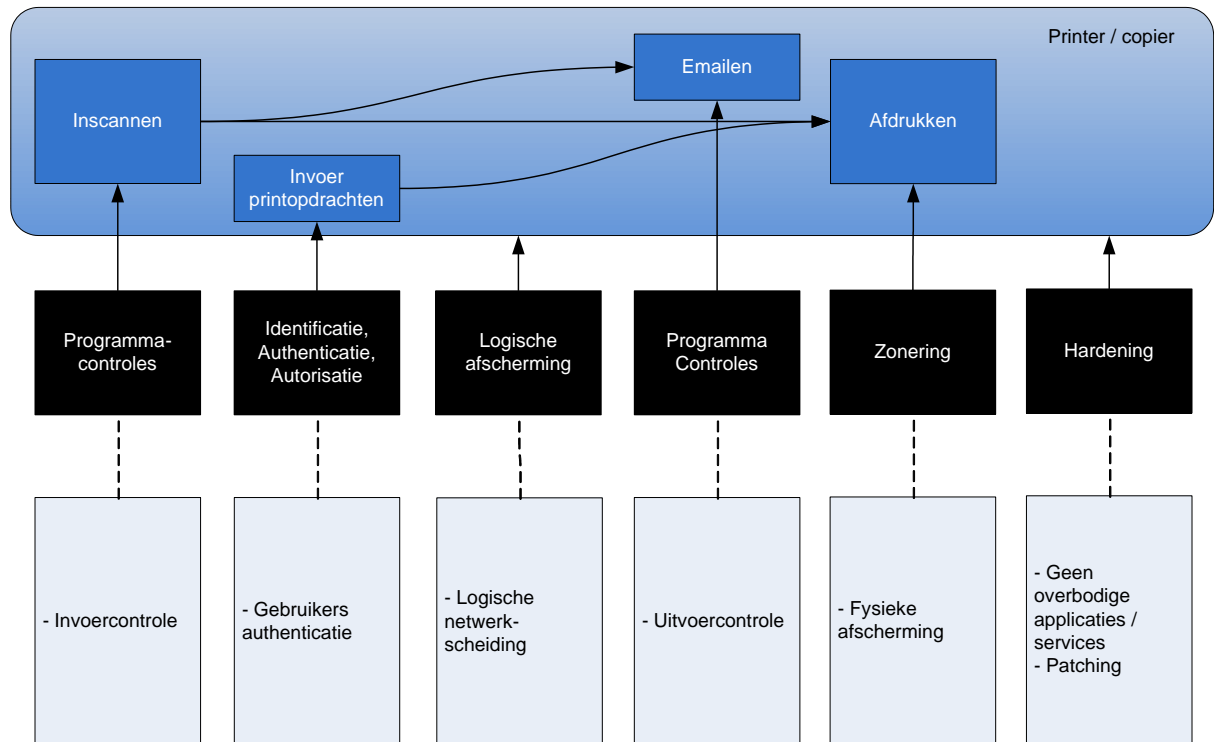 Printer / copier
Emailen
Inscannen
Afdrukken
Invoer
printopdrachten
Programma-
controles
Identificatie,
Authenticatie,
Autorisatie
Logische
afscherming
Programma
Controles
Zonering
Hardening
- Invoercontrole
- Gebruikers
authenticatie
- Logische
netwerk-
scheiding
- Uitvoercontrole
- Fysieke
afscherming
- Geen
overbodige
applicaties /
services
- Patching